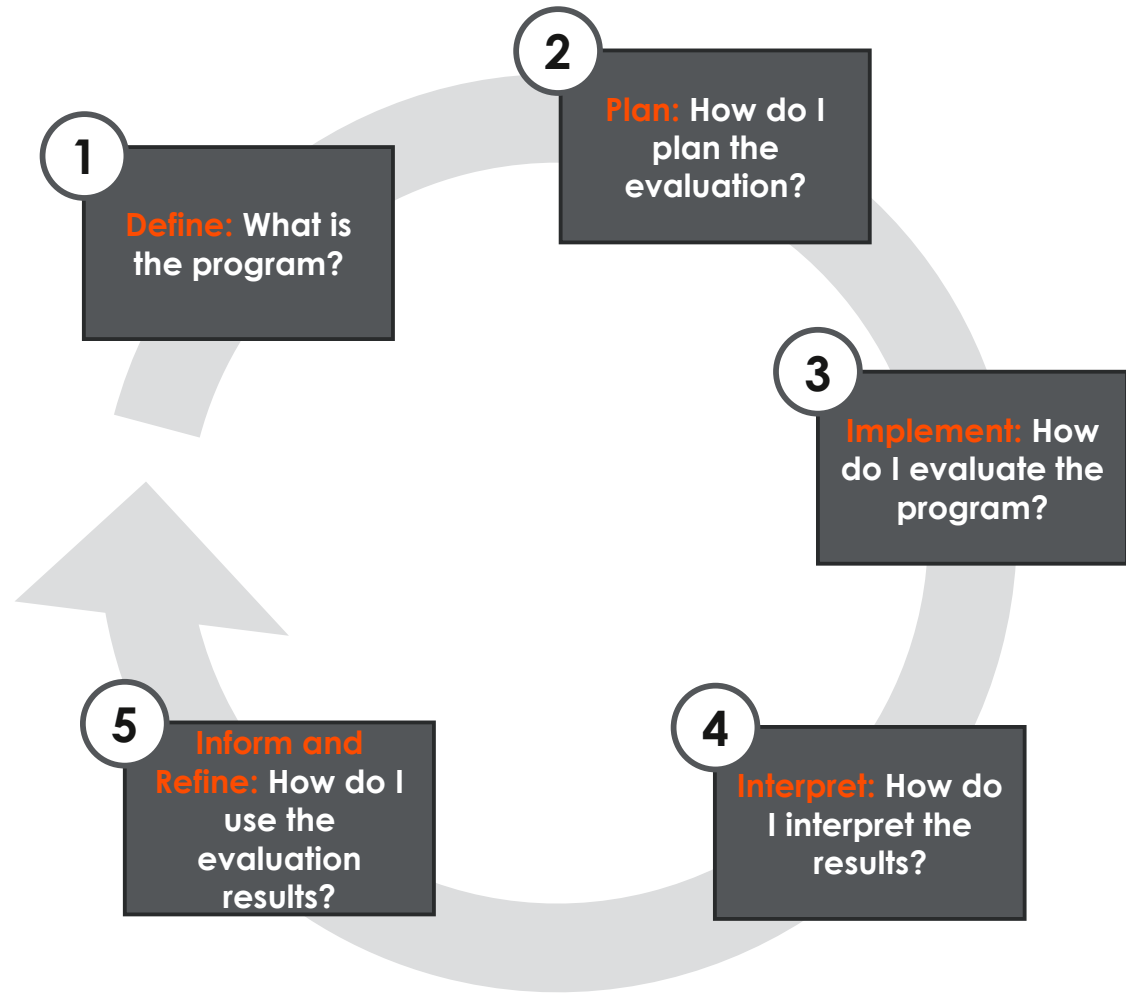 1
Define: What is
the program?
2
Plan: How do I
plan the
evaluation?
3
Implement: How
do I evaluate the
program?
4
Interpret: How do
I interpret the
results?
5
Inform and
Refine: How do I
use the
evaluation
results?